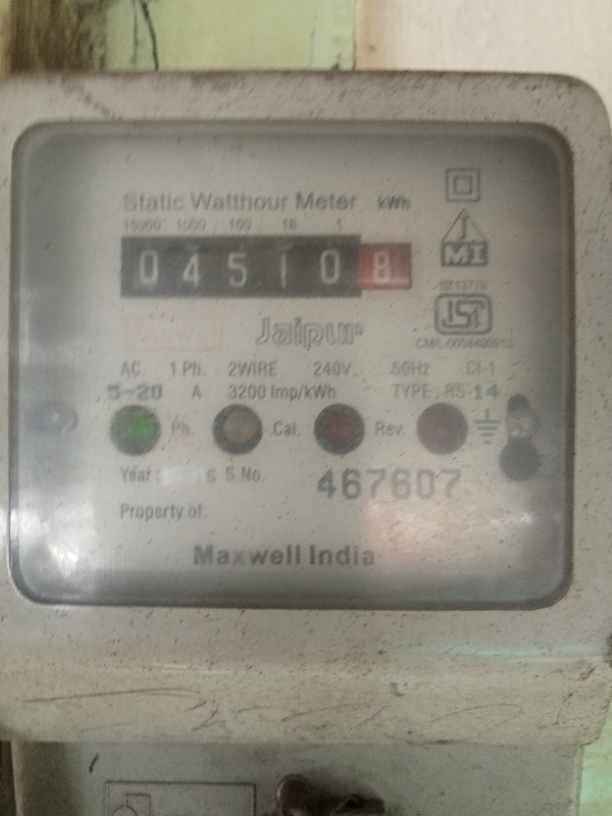 Static Watthour Meter kWh
10000 1000 100 10 1
0 4 5 1 0 8
J
MI
IS 13779
ISI
Jaipur
AC. 1 Ph. 2WIRE 240V. 50Hz Cl-1
5-20 A 3200 Imp/kWh TYPE : RS-14
Ph. Cal. Rev.
Year : 6 S.No. 467607
Property of:
Maxwell India